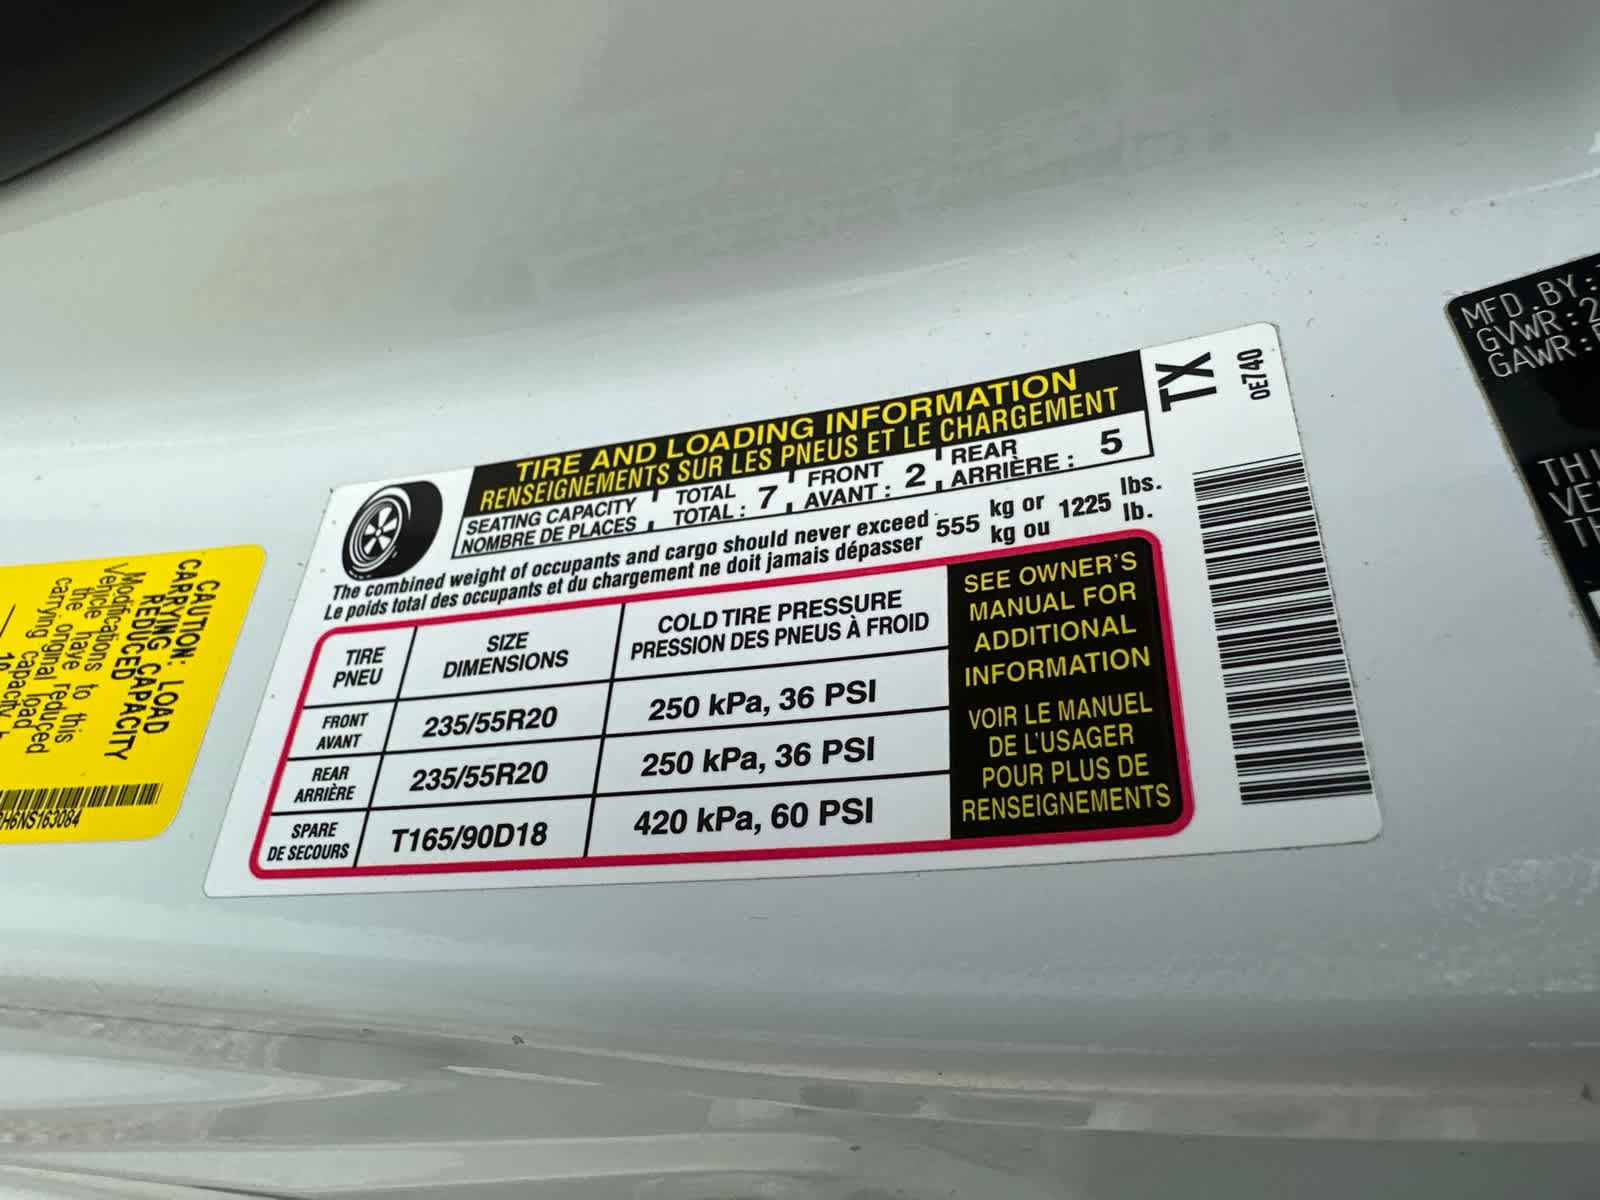 CAUTION: LOAD
CARRYING CAPACITY
REDUCED
Modifications to this
Vehicle have reduced
the original loaded
carrying capacity
H6NS163084
TIRE AND LOADING INFORMATION
RENSEIGNEMENTS SUR LES PNEUS ET LE CHARGEMENT
SEATING CAPACITY TOTAL FRONT REAR
NOMBRE DE PLACES TOTAL : 7 AVANT : 2 ARRIÈRE : 5
The combined weight of occupants and cargo should never exceed 555 kg or 1225 lbs.
Le poids total des occupants et du chargement ne doit jamais dépasser kg ou lb.
TIRE SIZE COLD TIRE PRESSURE
PNEU DIMENSIONS PRESSION DES PNEUS À FROID
FRONT
AVANT 235/55R20 250 kPa, 36 PSI
REAR
ARRIÈRE 235/55R20 250 kPa, 36 PSI
SPARE
DE SECOURS T165/90D18 420 kPa, 60 PSI
SEE OWNER'S
MANUAL FOR
ADDITIONAL
INFORMATION
VOIR LE MANUEL
DE L'USAGER
POUR PLUS DE
RENSEIGNEMENTS
TX
0E740
MFD.BY:
GVWR:2
GAWR: